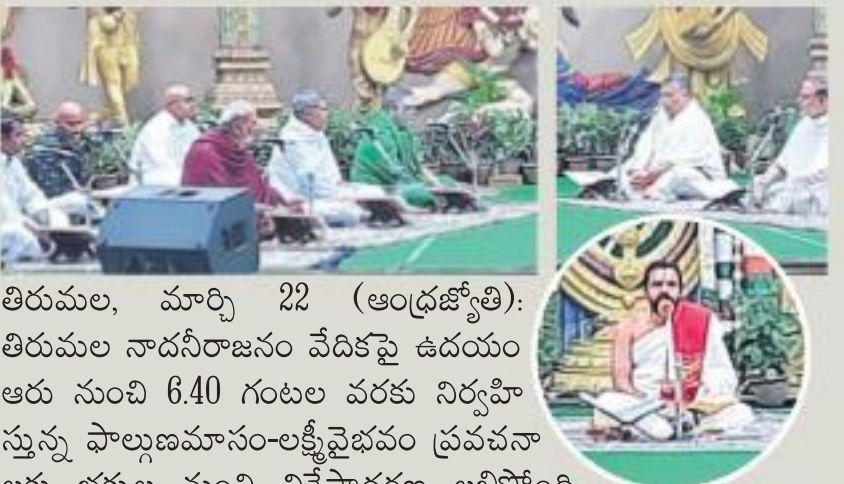 తిరుమల, మార్చి 22 (ఆంధ్రజ్యోతి):
తిరుమల నాదనీరాజనం వేదికపై ఉదయం
ఆరు నుంచి 6.40 గంటల వరకు నిర్వహి
స్తున్న ఫాల్గుణమాసం-లక్ష్మీవైభవం ప్రవచనా